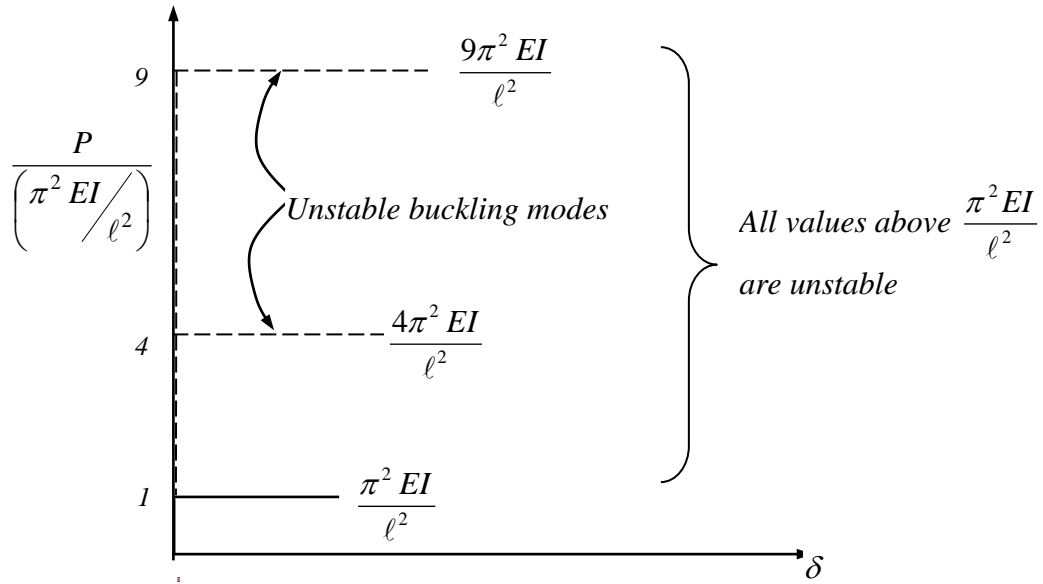 9
9π² EI / ℓ²
P / (π² EI / ℓ²)
Unstable buckling modes
All values above π² EI / ℓ²
are unstable
4
4π² EI / ℓ²
1
π² EI / ℓ²
δ